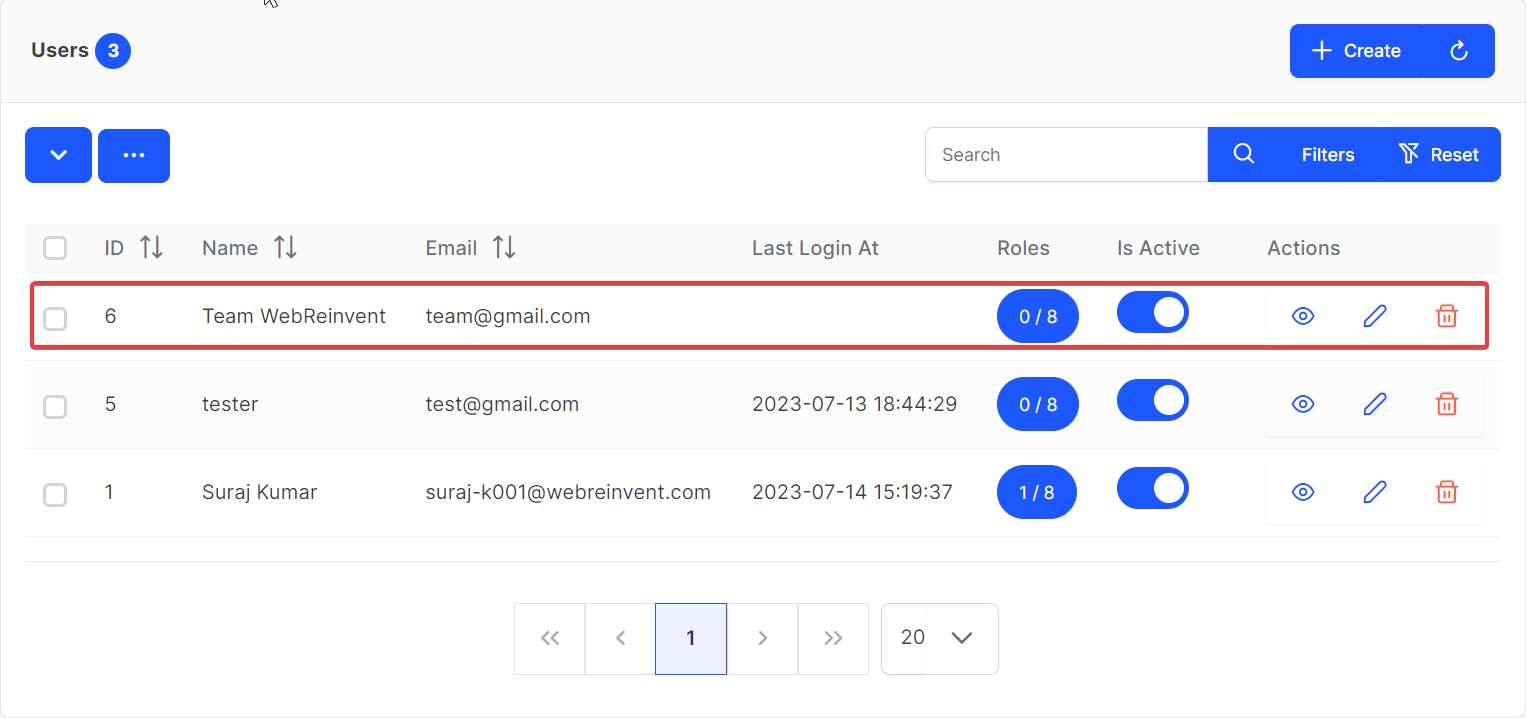 Users 3
Create
Search Filters Reset
ID Name Email Last Login At Roles Is Active Actions
6 Team WebReinvent team@gmail.com 0 / 8
5 tester test@gmail.com 2023-07-13 18:44:29 0 / 8
1 Suraj Kumar suraj-k001@webreinvent.com 2023-07-14 15:19:37 1 / 8
1 20